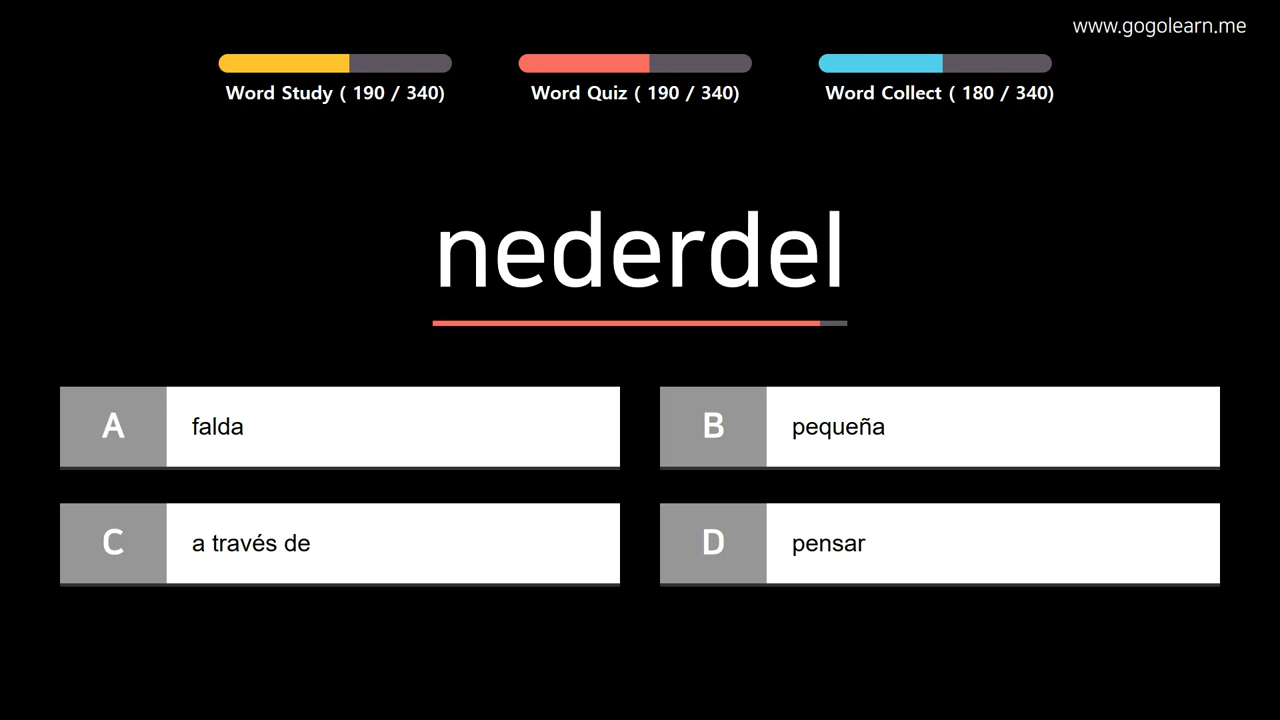 www.gogolearn.me
Word Study ( 190 / 340)
Word Quiz ( 190 / 340)
Word Collect ( 180 / 340)
nederdel
A falda
B pequeña
C a través de
D pensar